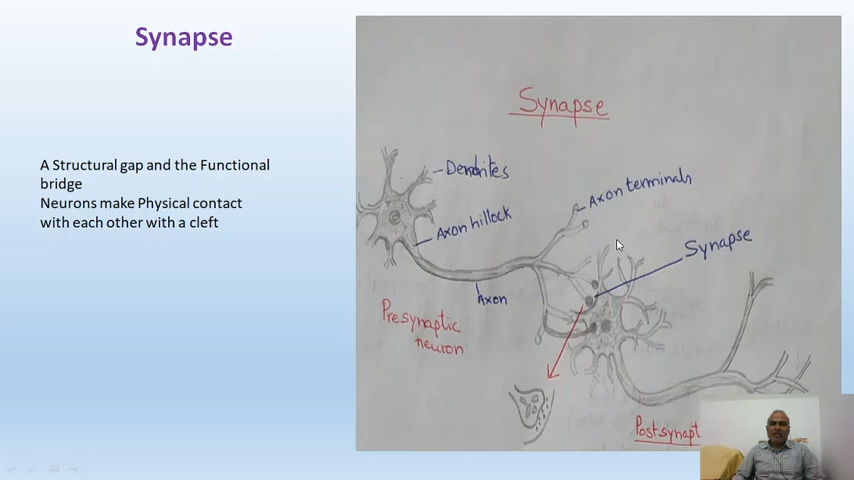 Synapse
A Structural gap and the Functional
bridge
Neurons make Physical contact
with each other with a cleft
Synapse
Dendrites
Axon terminals
Axon hillock
Synapse
Axon
Presynaptic
neuron
Postsynapt